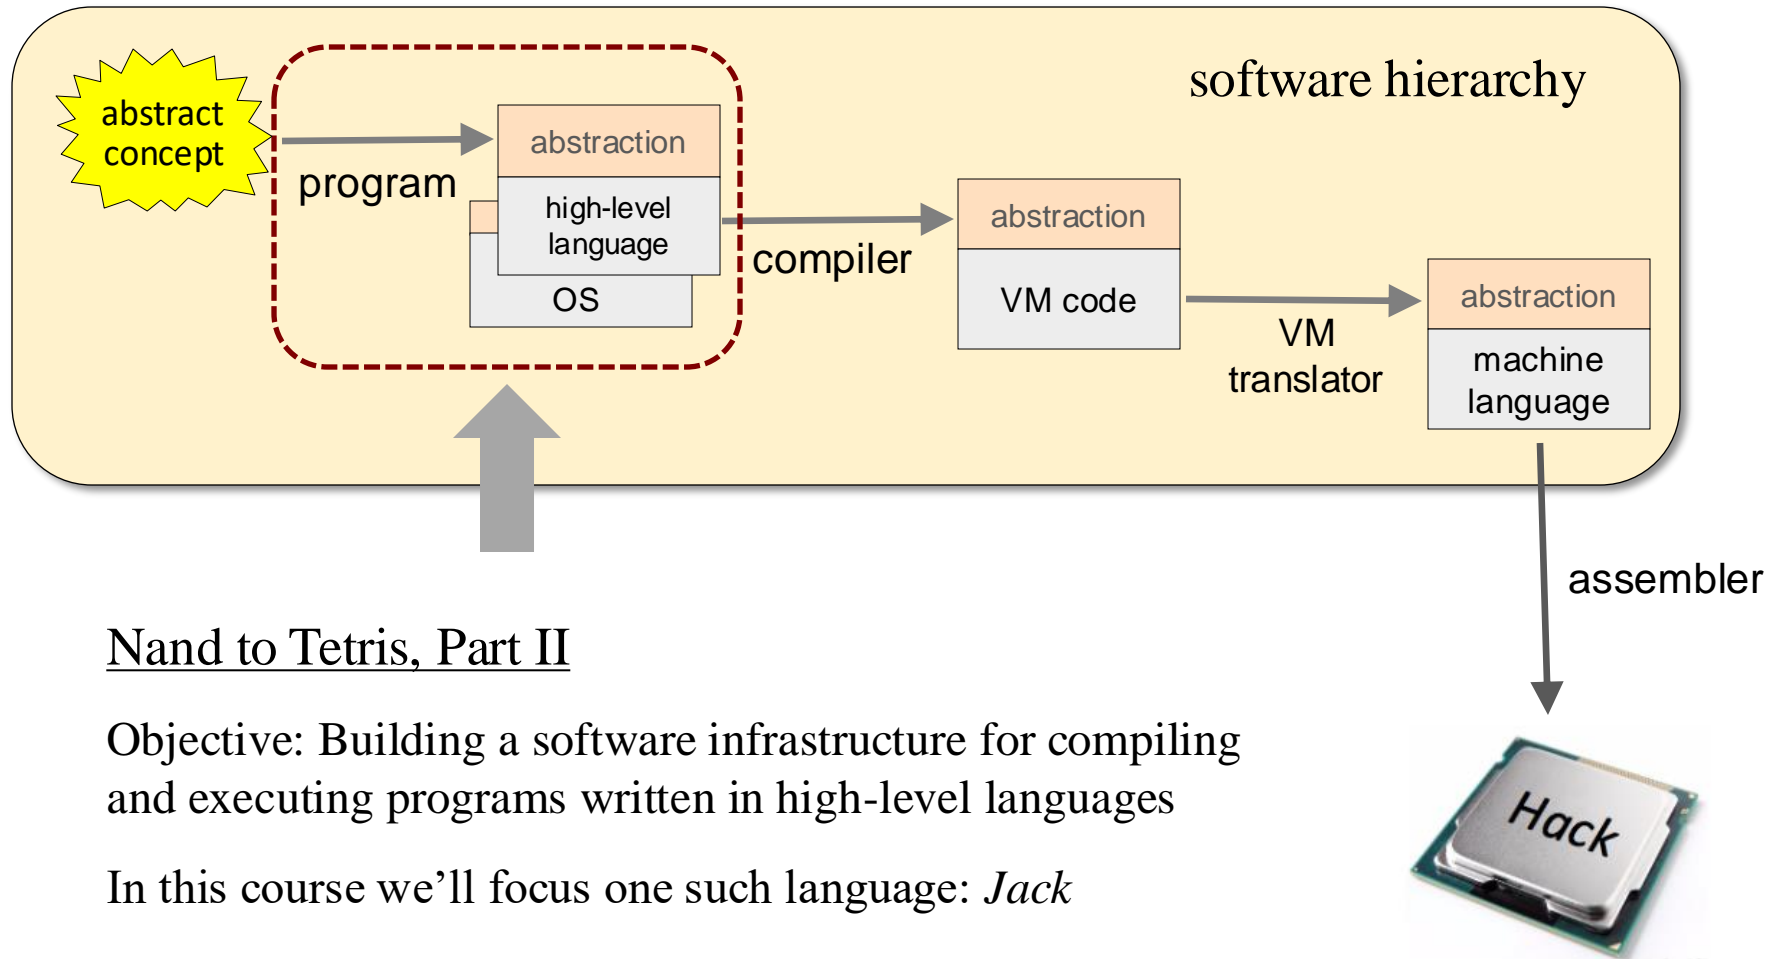 software hierarchy
abstract
concept
program
abstraction
high-level
language
OS
compiler
abstraction
VM code
VM
translator
abstraction
machine
language
assembler
Nand to Tetris, Part II
Objective: Building a software infrastructure for compiling
and executing programs written in high-level languages
In this course we’ll focus one such language: Jack
Hack